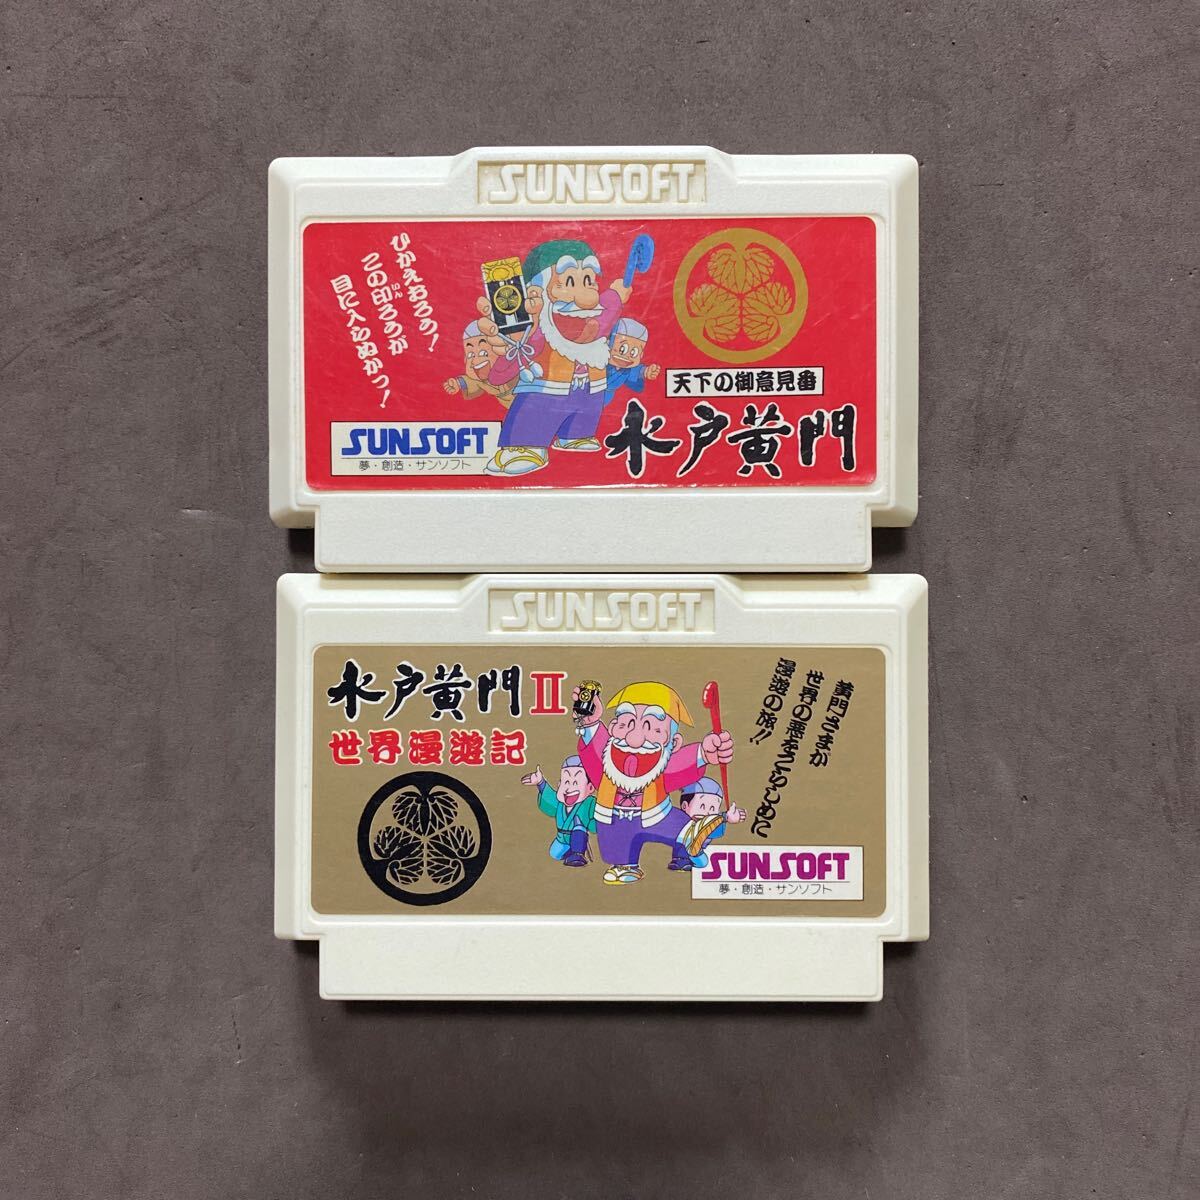 SUNSOFT
ひかえおろう!
この印ろうが
いん
目に入らぬかっ!
天下の御意見番
水戸黄門
SUNSOFT
夢・創造・サンソフト
SUNSOFT
水戸黄門II
世界漫遊記
黄門さまが
世界の悪をこらしめに
漫遊の旅!!
SUNSOFT
夢・創造・サンソフト